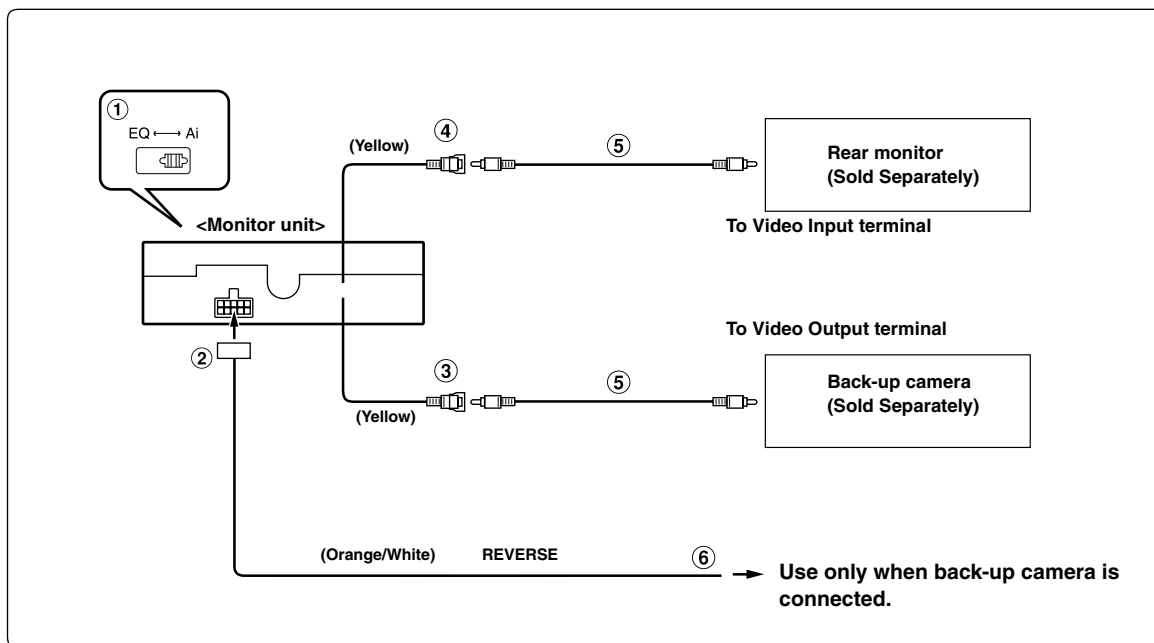 ①
EQ ⟷ Ai
<Monitor unit>
②
(Yellow)
④
⑤
Rear monitor
(Sold Separately)
To Video Input terminal
To Video Output terminal
③
(Yellow)
⑤
Back-up camera
(Sold Separately)
(Orange/White) REVERSE
⑥
Use only when back-up camera is
connected.